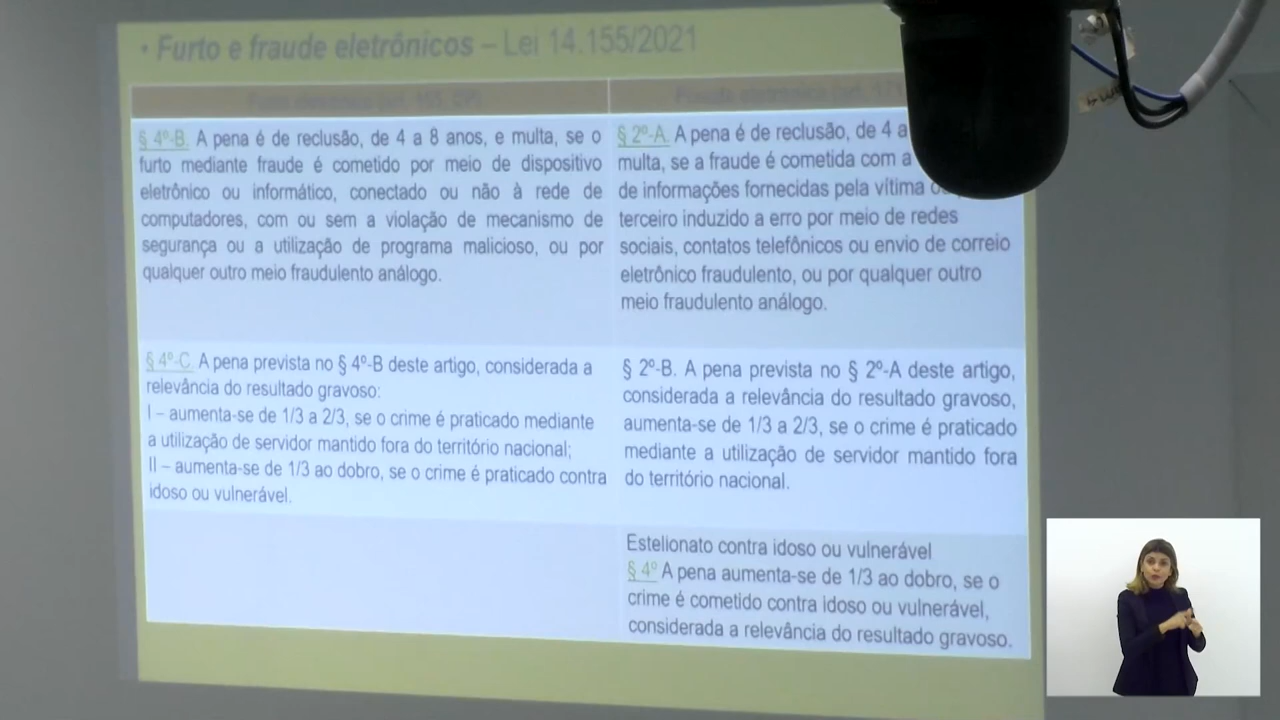 • Furto e fraude eletrônicos – Lei 14.155/2021
Furto eletrônico (art. 155, CP)
Fraude eletrônica (art. 171
§ 4º-B. A pena é de reclusão, de 4 a 8 anos, e multa, se o
furto mediante fraude é cometido por meio de dispositivo
eletrônico ou informático, conectado ou não à rede de
computadores, com ou sem a violação de mecanismo de
segurança ou a utilização de programa malicioso, ou por
qualquer outro meio fraudulento análogo.
§ 2º-A. A pena é de reclusão, de 4 a
multa, se a fraude é cometida com a
de informações fornecidas pela vítima
terceiro induzido a erro por meio de redes
sociais, contatos telefônicos ou envio de correio
eletrônico fraudulento, ou por qualquer outro
meio fraudulento análogo.
§ 4º-C. A pena prevista no § 4º-B deste artigo, considerada a
relevância do resultado gravoso:
I – aumenta-se de 1/3 a 2/3, se o crime é praticado mediante
a utilização de servidor mantido fora do território nacional;
II – aumenta-se de 1/3 ao dobro, se o crime é praticado contra
idoso ou vulnerável.
§ 2º-B. A pena prevista no § 2º-A deste artigo,
considerada a relevância do resultado gravoso,
aumenta-se de 1/3 a 2/3, se o crime é praticado
mediante a utilização de servidor mantido fora
do território nacional.
Estelionato contra idoso ou vulnerável
§ 4º A pena aumenta-se de 1/3 ao dobro, se o
crime é cometido contra idoso ou vulnerável,
considerada a relevância do resultado gravoso.